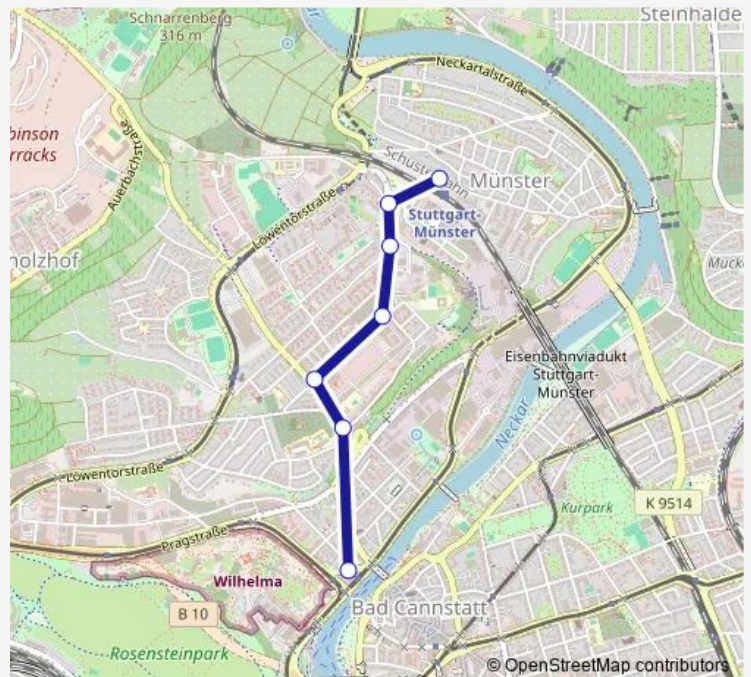 Schnarrenberg
316 m
Steinhalde
Neckartalstraße
Auerbachstraße
binson
rracks
Schusterbahn
Münster
Löwentorstraße
Stuttgart-
Münster
holzhof
Muck
Eisenbahnviadukt
Stuttgart-
Münster
Neckar
Löwentorstraße
Kurpark
K 9514
Pragstraße
Wilhelma
B 10
Bad Cannstatt
Rosensteinpark
© OpenStreetMap contributors